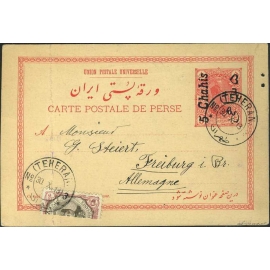 UNION POSTALE UNIVERSELLE
ورقه پستی ایران
CARTE POSTALE DE PERSE
5 Chahis
TEHERAN
A Monsieur
G. Steiert,
Freiburg i. Br.
Allemagne
TEHERAN